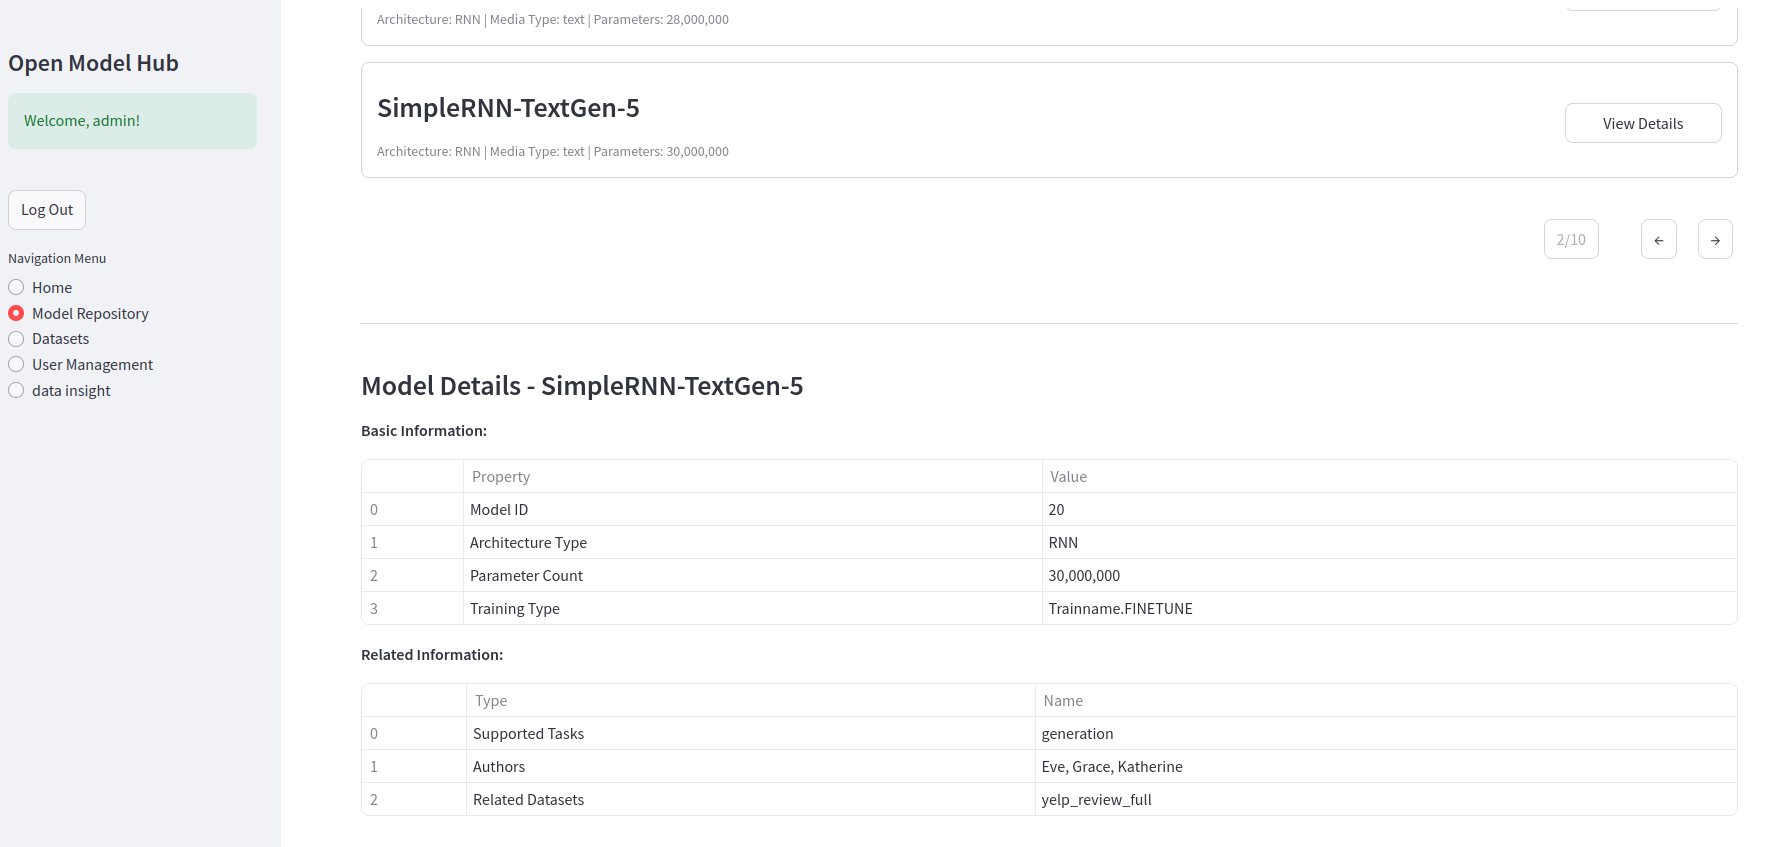 Open Model Hub
Welcome, admin!
Log Out
Navigation Menu
Home
Model Repository
Datasets
User Management
data insight
Architecture: RNN | Media Type: text | Parameters: 28,000,000
SimpleRNN-TextGen-5
View Details
Architecture: RNN | Media Type: text | Parameters: 30,000,000
2/10 ← →
Model Details - SimpleRNN-TextGen-5
Basic Information:
Property Value
0 Model ID 20
1 Architecture Type RNN
2 Parameter Count 30,000,000
3 Training Type Trainname.FINETUNE
Related Information:
Type Name
0 Supported Tasks generation
1 Authors Eve, Grace, Katherine
2 Related Datasets yelp_review_full